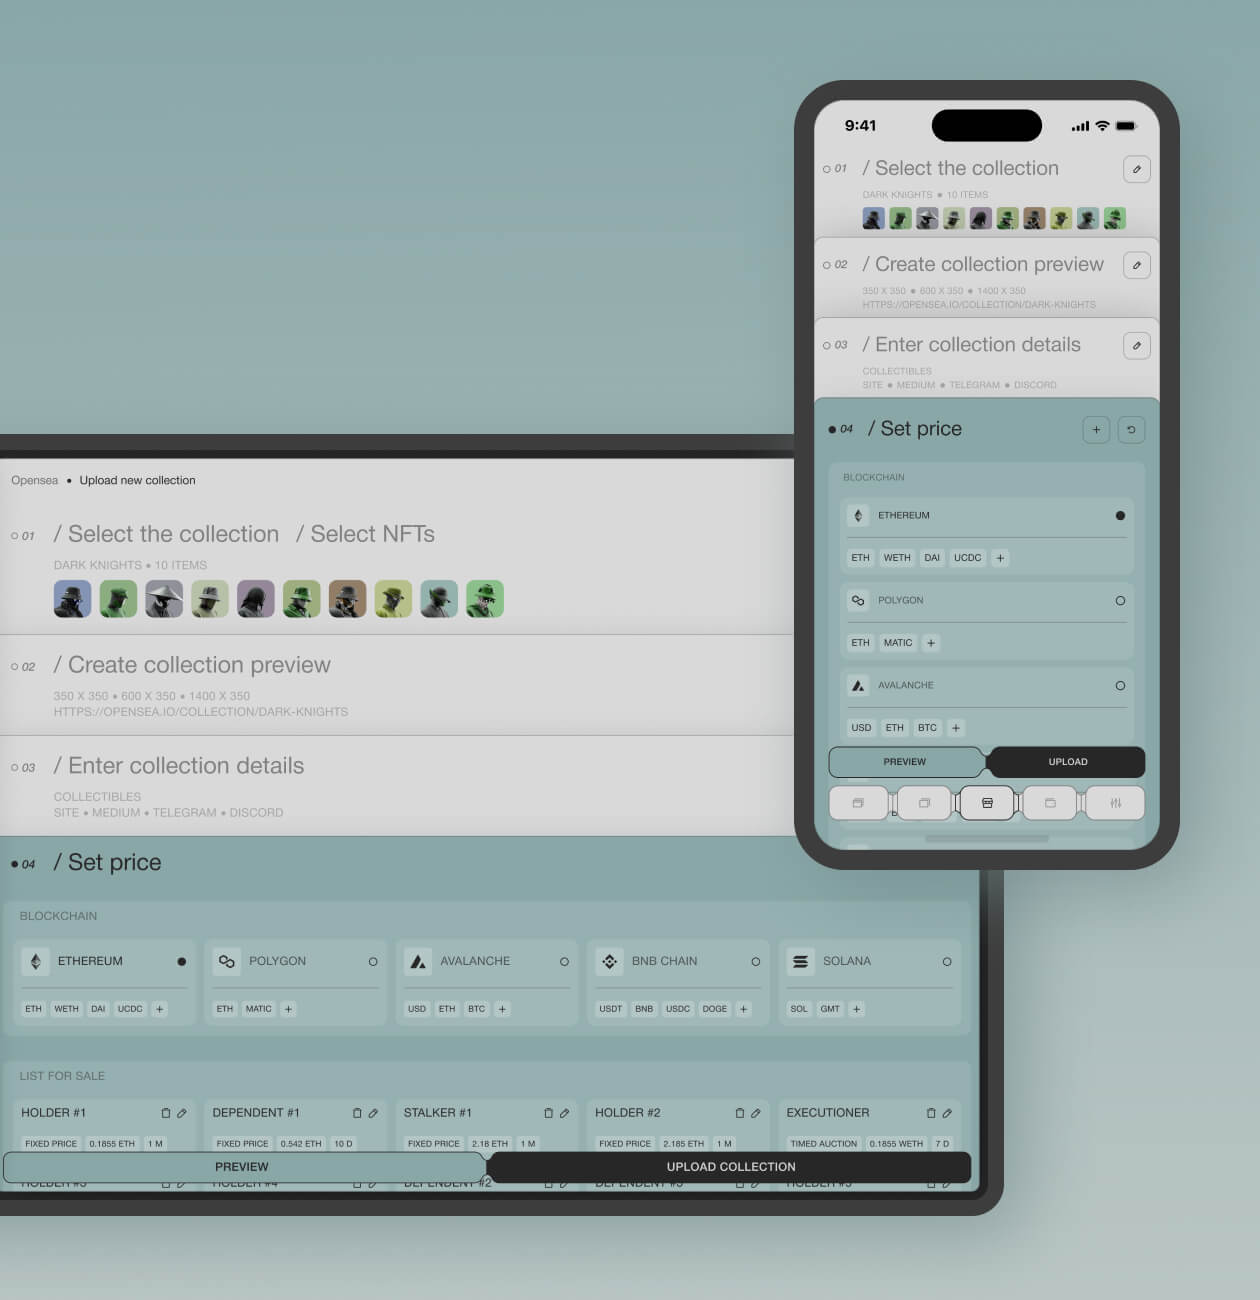 9:41
01 / Select the collection
DARK KNIGHTS • 10 ITEMS
02 / Create collection preview
350 X 350 • 600 X 350 • 1400 X 350
HTTPS://OPENSEA.IO/COLLECTION/DARK-KNIGHTS
03 / Enter collection details
COLLECTIBLES
SITE • MEDIUM • TELEGRAM • DISCORD
04 / Set price
BLOCKCHAIN
ETHEREUM
ETH WETH DAI UCDC +
POLYGON
ETH MATIC +
AVALANCHE
USD ETH BTC +
PREVIEW UPLOAD
Opensea • Upload new collection
01 / Select the collection / Select NFTs
DARK KNIGHTS • 10 ITEMS
02 / Create collection preview
350 X 350 • 600 X 350 • 1400 X 350
HTTPS://OPENSEA.IO/COLLECTION/DARK-KNIGHTS
03 / Enter collection details
COLLECTIBLES
SITE • MEDIUM • TELEGRAM • DISCORD
04 / Set price
BLOCKCHAIN
ETHEREUM POLYGON AVALANCHE BNB CHAIN SOLANA
ETH WETH DAI UCDC + ETH MATIC + USD ETH BTC + USDT BNB USDC DOGE + SOL GMT +
LIST FOR SALE
HOLDER #1 DEPENDENT #1 STALKER #1 HOLDER #2 EXECUTIONER
FIXED PRICE 0.1855 ETH 1 M FIXED PRICE 0.542 ETH 10 D FIXED PRICE 2.18 ETH 1 M FIXED PRICE 2.185 ETH 1 M TIMED AUCTION 0.1855 WETH 7 D
PREVIEW UPLOAD COLLECTION
DEPENDENT #2